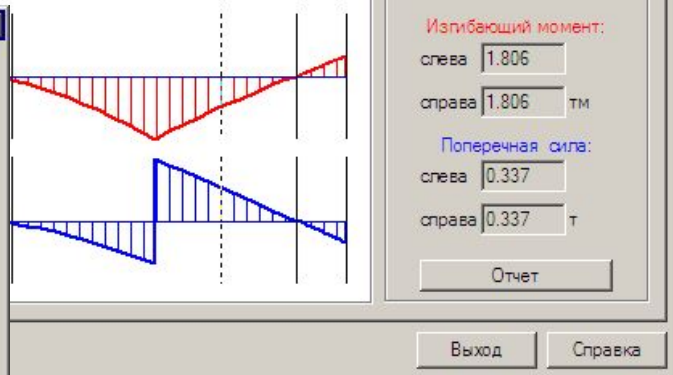 Изгибающий момент:
слева 1.806
справа 1.806 тм
Поперечная сила:
слева 0.337
справа 0.337 т
Отчет
Выход Справка